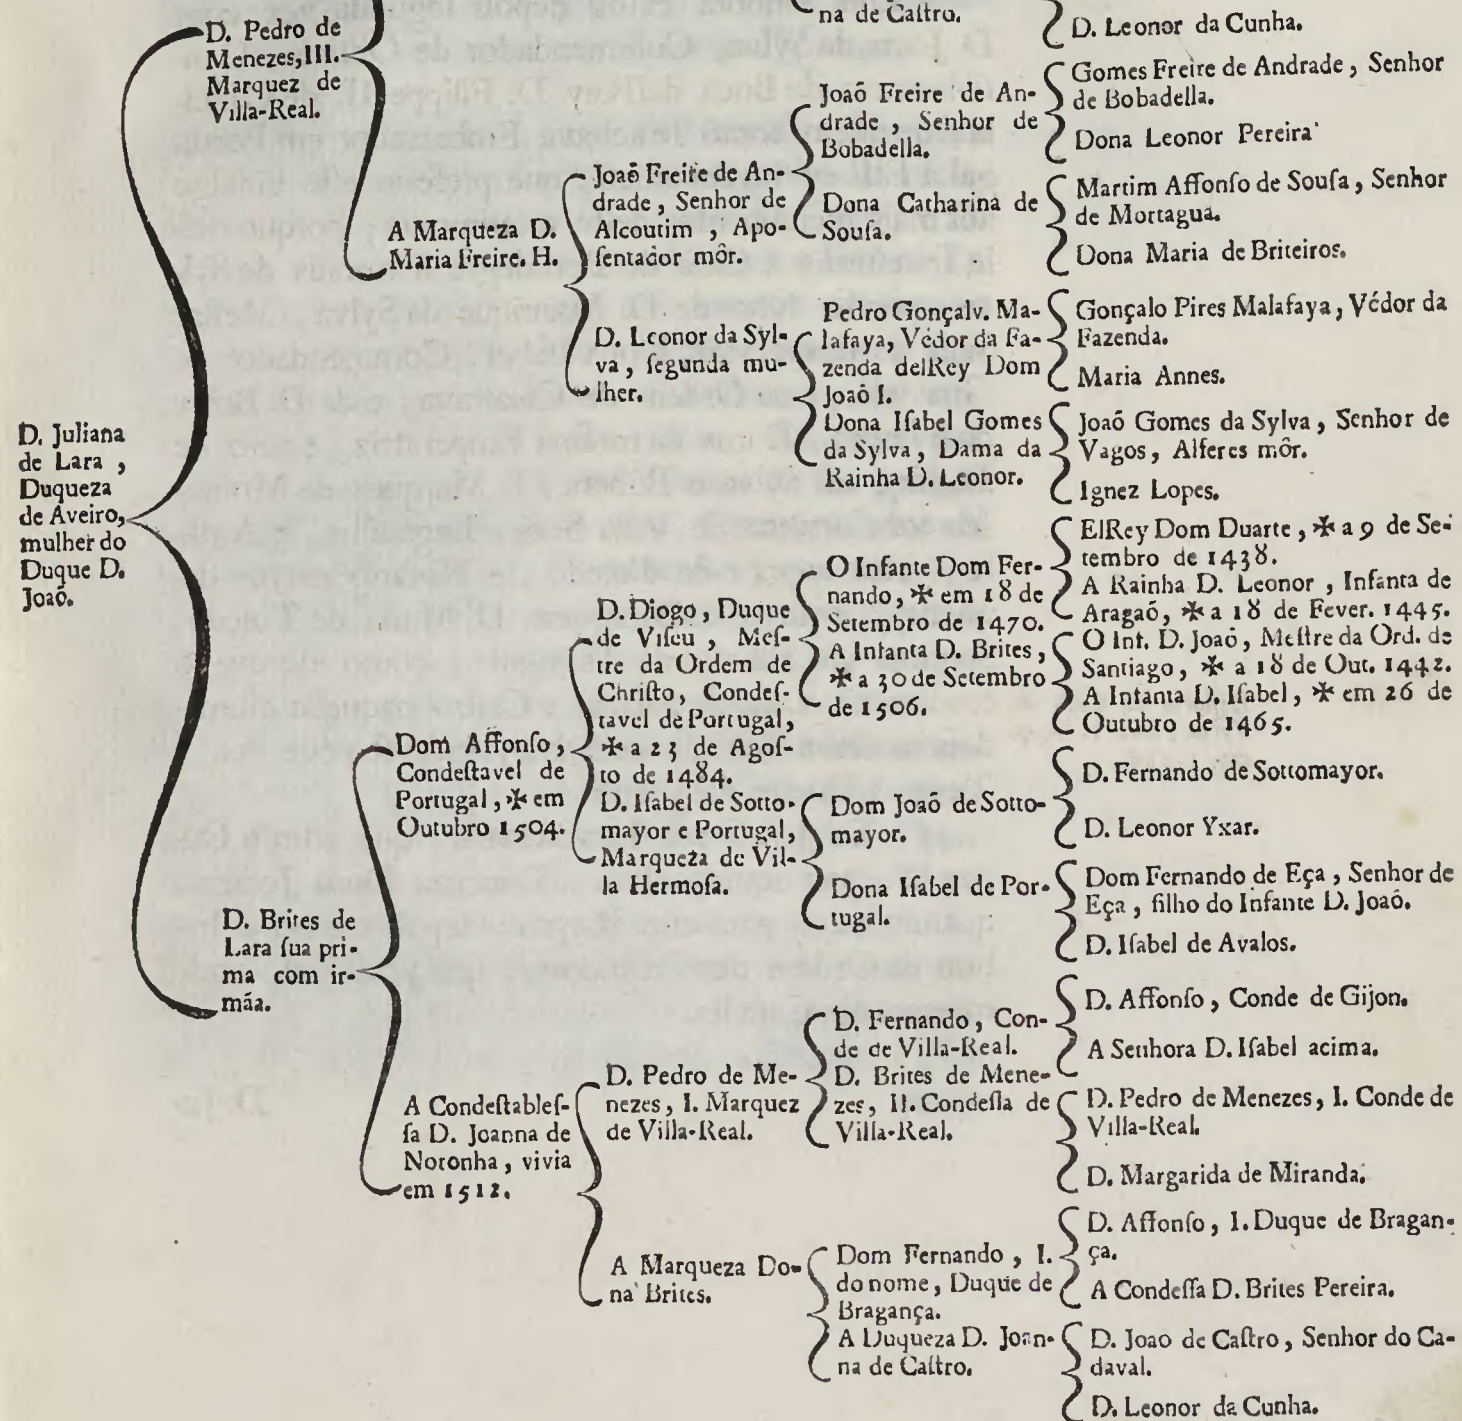 na de Caſtro.
D. Leonor da Cunha.
D. Pedro de
Menezes, III.
Marquez de
Villa-Real.
Joaõ Freire de An-
drade, Senhor de
Bobadella.
Gomes Freire de Andrade, Senhor
de Bobadella.
Dona Leonor Pereira
Joaõ Freire de An-
drade, Senhor de
Alcoutim, Apo-
ſentador môr.
Dona Catharina de
Souſa.
Martim Affonſo de Souſa, Senhor
de Mortagua.
Dona Maria de Briteiros.
A Marqueza D.
Maria Freire. H.
D. Leonor da Syl-
va, ſegunda mu-
lher.
Pedro Gonçalv. Ma-
lafaya, Védor da Fa-
zenda delRey Dom
Joaõ I.
Gonçalo Pires Malafaya, Védor da
Fazenda.
Maria Annes.
Dona Iſabel Gomes
da Sylva, Dama da
Rainha D. Leonor.
Joaõ Gomes da Sylva, Senhor de
Vagos, Alferes môr.
Ignez Lopes.
D. Juliana
de Lara,
Duqueza
de Aveiro,
mulher do
Duque D.
Joaõ.
D. Diogo, Duque
de Viſeu, Meſ-
tre da Ordem de
Chriſto, Condeſ-
tavel de Portugal,
✠ a 23 de Agoſ-
to de 1484.
O Infante Dom Fer-
nando, ✠ em 18 de
Setembro de 1470.
ElRey Dom Duarte, ✠ a 9 de Se-
tembro de 1438.
A Rainha D. Leonor, Infanta de
Aragaõ, ✠ a 18 de Fever. 1445.
A Infanta D. Brites,
✠ a 30 de Setembro
de 1506.
O Inf. D. Joaõ, Meſtre da Ord. de
Santiago, ✠ a 18 de Out. 1442.
A Infanta D. Iſabel, ✠ em 26 de
Outubro de 1465.
Dom Affonſo,
Condeſtavel de
Portugal, ✠ em
Outubro 1504.
D. Iſabel de Sotto-
mayor e Portugal,
Marqueza de Vil-
la Hermoſa.
Dom Joaõ de Sotto-
mayor.
D. Fernando de Sottomayor.
D. Leonor Yxar.
Dona Iſabel de Por-
tugal.
Dom Fernando de Eça, Senhor de
Eça, filho do Infante D. Joaõ.
D. Iſabel de Avalos.
D. Brites de
Lara ſua pri-
ma com ir-
mãa.
A Condeſtableſ-
ſa D. Joanna de
Noronha, vivia
em 1512.
D. Pedro de Me-
nezes, I. Marquez
de Villa-Real.
D. Fernando, Con-
de de Villa-Real.
D. Affonſo, Conde de Gijon.
A Senhora D. Iſabel acima.
D. Brites de Mene-
zes, II. Condeſſa de
Villa-Real.
D. Pedro de Menezes, I. Conde de
Villa-Real.
D. Margarida de Miranda.
A Marqueza Do-
na Brites.
Dom Fernando, I.
do nome, Duque de
Bragança.
D. Affonſo, I. Duque de Bragan-
ça.
A Condeſſa D. Brites Pereira.
A Duqueza D. Joan-
na de Caſtro.
D. Joao de Caſtro, Senhor do Ca-
daval.
D. Leonor da Cunha.